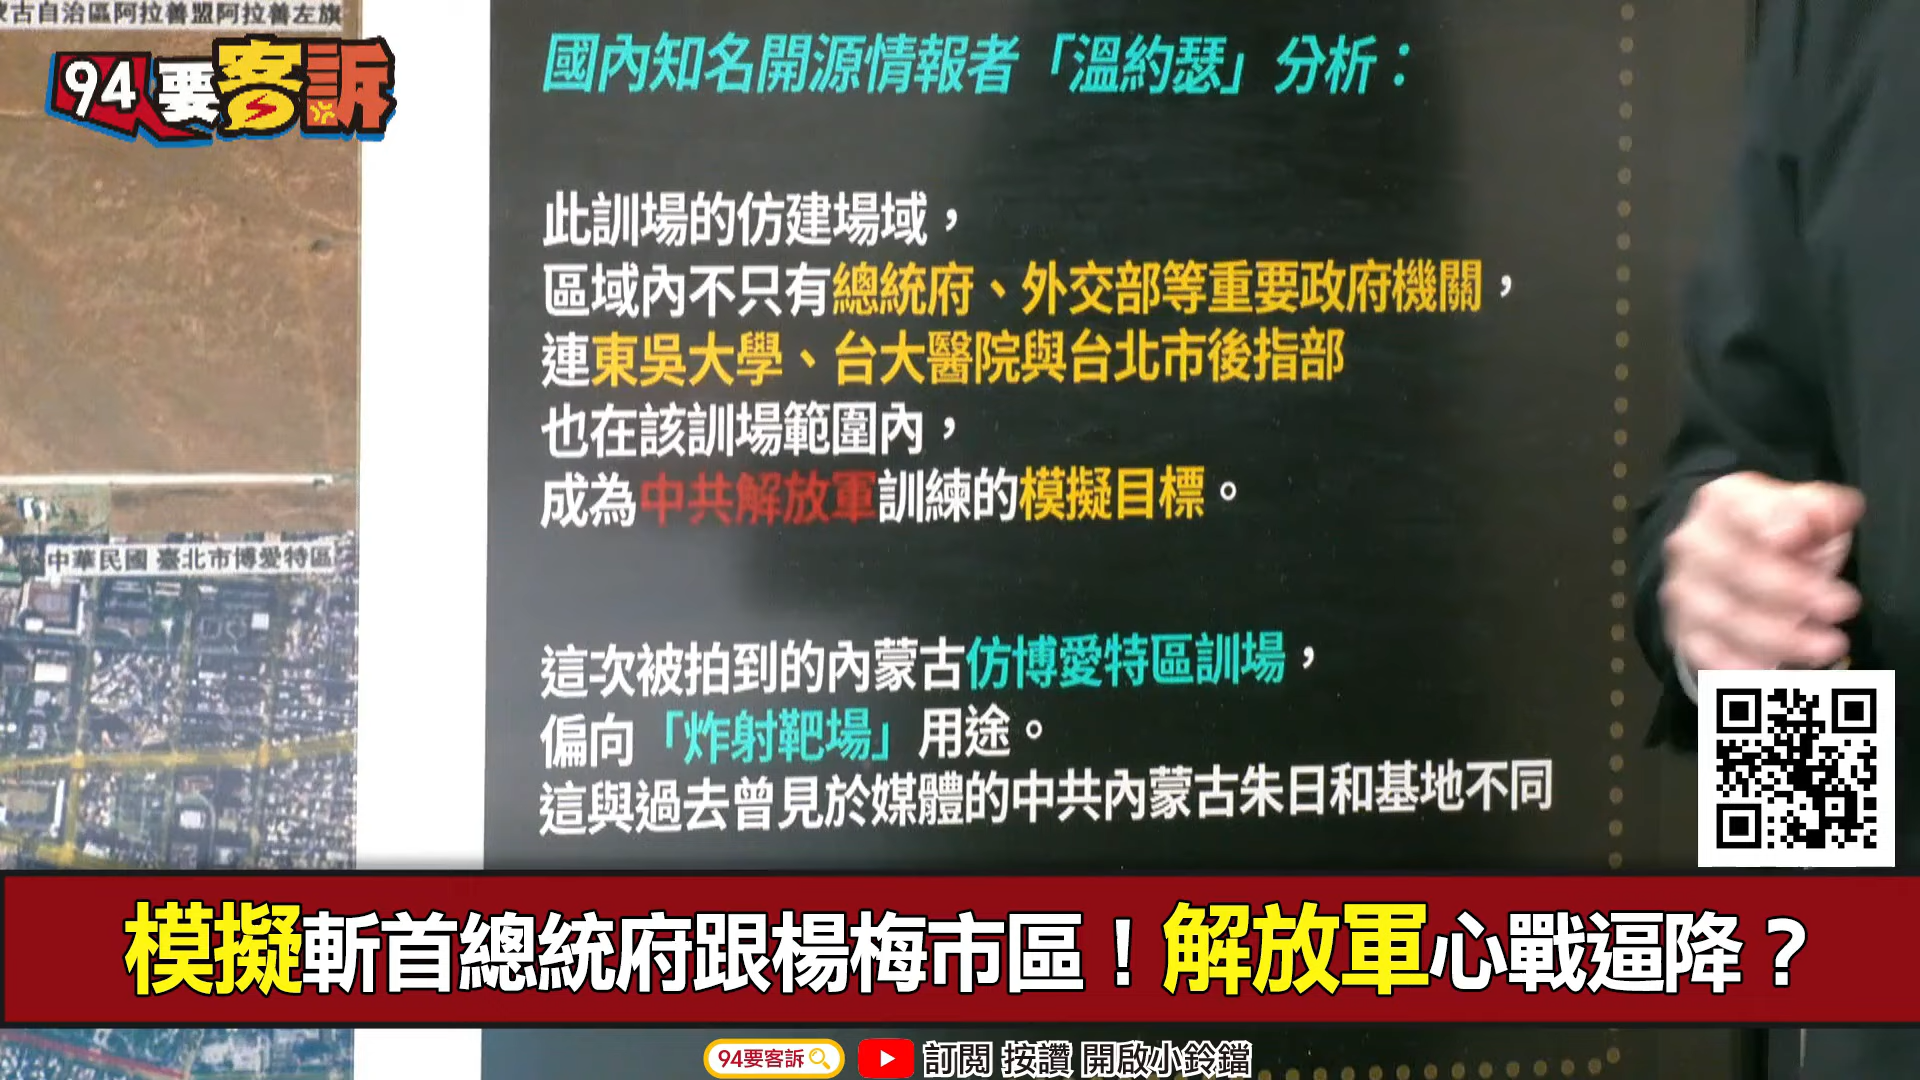 古自治區阿拉善盟阿拉善左旗
94要客訴
國內知名開源情報者「溫約瑟」分析：
此訓場的仿建場域，
區域內不只有總統府、外交部等重要政府機關，
連東吳大學、台大醫院與台北市後指部
也在該訓場範圍內，
成為中共解放軍訓練的模擬目標。
中華民國 臺北市博愛特區
這次被拍到的內蒙古仿博愛特區訓場，
偏向「炸射靶場」用途。
這與過去曾見於媒體的中共內蒙古朱日和基地不同
模擬斬首總統府跟楊梅市區！解放軍心戰逼降？
94要客訴
訂閱 按讚 開啟小鈴鐺